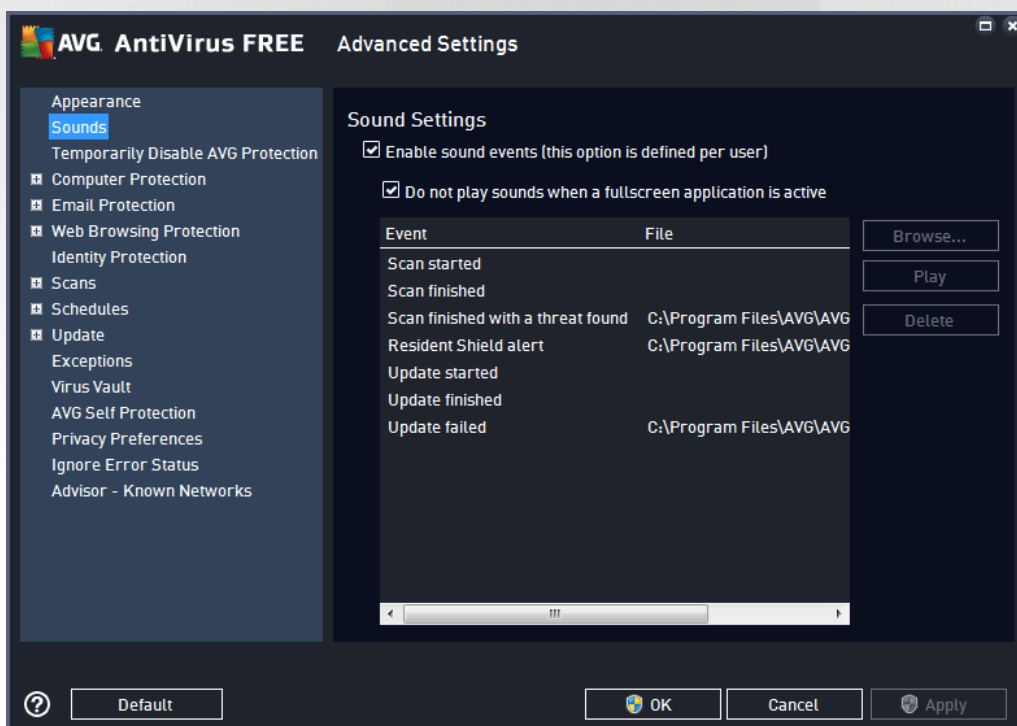 AVG. AntiVirus FREE Advanced Settings
Appearance
Sounds
Temporarily Disable AVG Protection
Computer Protection
Email Protection
Web Browsing Protection
Identity Protection
Scans
Schedules
Update
Exceptions
Virus Vault
AVG Self Protection
Privacy Preferences
Ignore Error Status
Advisor - Known Networks
Sound Settings
Enable sound events (this option is defined per user)
Do not play sounds when a fullscreen application is active
Event File
Scan started
Scan finished
Scan finished with a threat found C:\Program Files\AVG\AVG
Resident Shield alert C:\Program Files\AVG\AVG
Update started
Update finished
Update failed C:\Program Files\AVG\AVG
Browse...
Play
Delete
? Default OK Cancel Apply